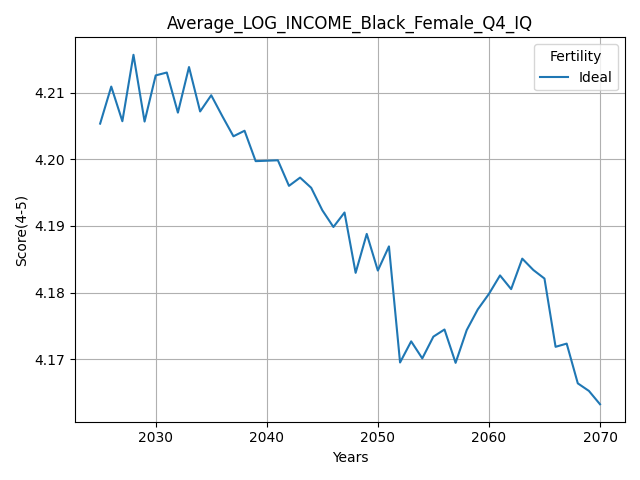 Average_LOG_INCOME_Black_Female_Q4_IQ
Fertility
Ideal
Score(4-5)
4.21
4.20
4.19
4.18
4.17
2030
2040
2050
2060
2070
Years